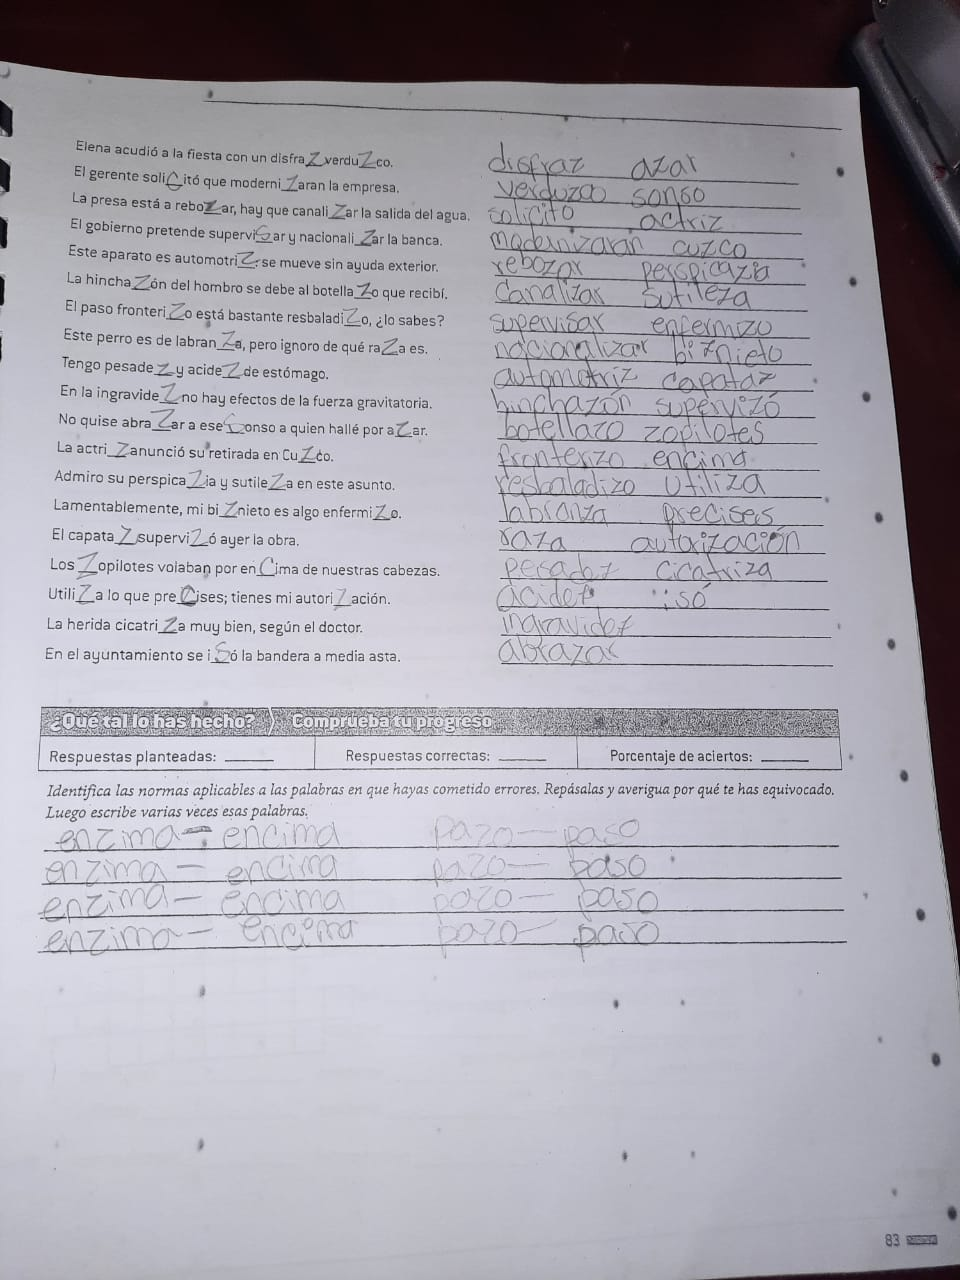 Elena acudió a la fiesta con un disfraZ verduZco. disfraz azar
El gerente soliCitó que moderniZaran la empresa. verduzco sonso
La presa está a reboZar, hay que canaliZar la salida del agua. solicito actriz
El gobierno pretende superviSar y nacionaliZar la banca. modernizaran cuzco
Este aparato es automotriZ: se mueve sin ayuda exterior. rebozar perspicazia
La hinchaZón del hombro se debe al botellaZo que recibí. Canalizar sutileza
El paso fronteriZo está bastante resbaladiZo, ¿lo sabes? supervisar enfermizo
Este perro es de labranZa, pero ignoro de qué raZa es. nacionalizar biznieto
Tengo pesadeZ y acideZ de estómago. automotriz capataz
En la ingravideZ no hay efectos de la fuerza gravitatoria. hinchazón supervizó
No quise abraZar a ese Sonso a quien hallé por aZar. botellazo zopilotes
La actriZ anunció su retirada en CuZco. fronterizo encima
Admiro su perspicaZia y sutileZa en este asunto. resbaladizo utiliza
Lamentablemente, mi biZnieto es algo enfermiZo. labranza precises
El capataZ superviZó ayer la obra. raza autorización
Los Zopilotes volaban por enCima de nuestras cabezas. pesadez cicatriza
UtiliZa lo que preCises; tienes mi autoriZación. acidez isó
La herida cicatriZa muy bien, según el doctor. ingravidez
En el ayuntamiento se iSó la bandera a media asta. abrazar
¿Qué tal lo has hecho? Comprueba tu progreso
Respuestas planteadas: Respuestas correctas: Porcentaje de aciertos:
Identifica las normas aplicables a las palabras en que hayas cometido errores. Repásalas y averigua por qué te has equivocado.
Luego escribe varias veces esas palabras.
enzima - encima pazo - paso
enzima - encima pazo - paso
enzima - encima pazo - paso
enzima - encima pazo - paso
83